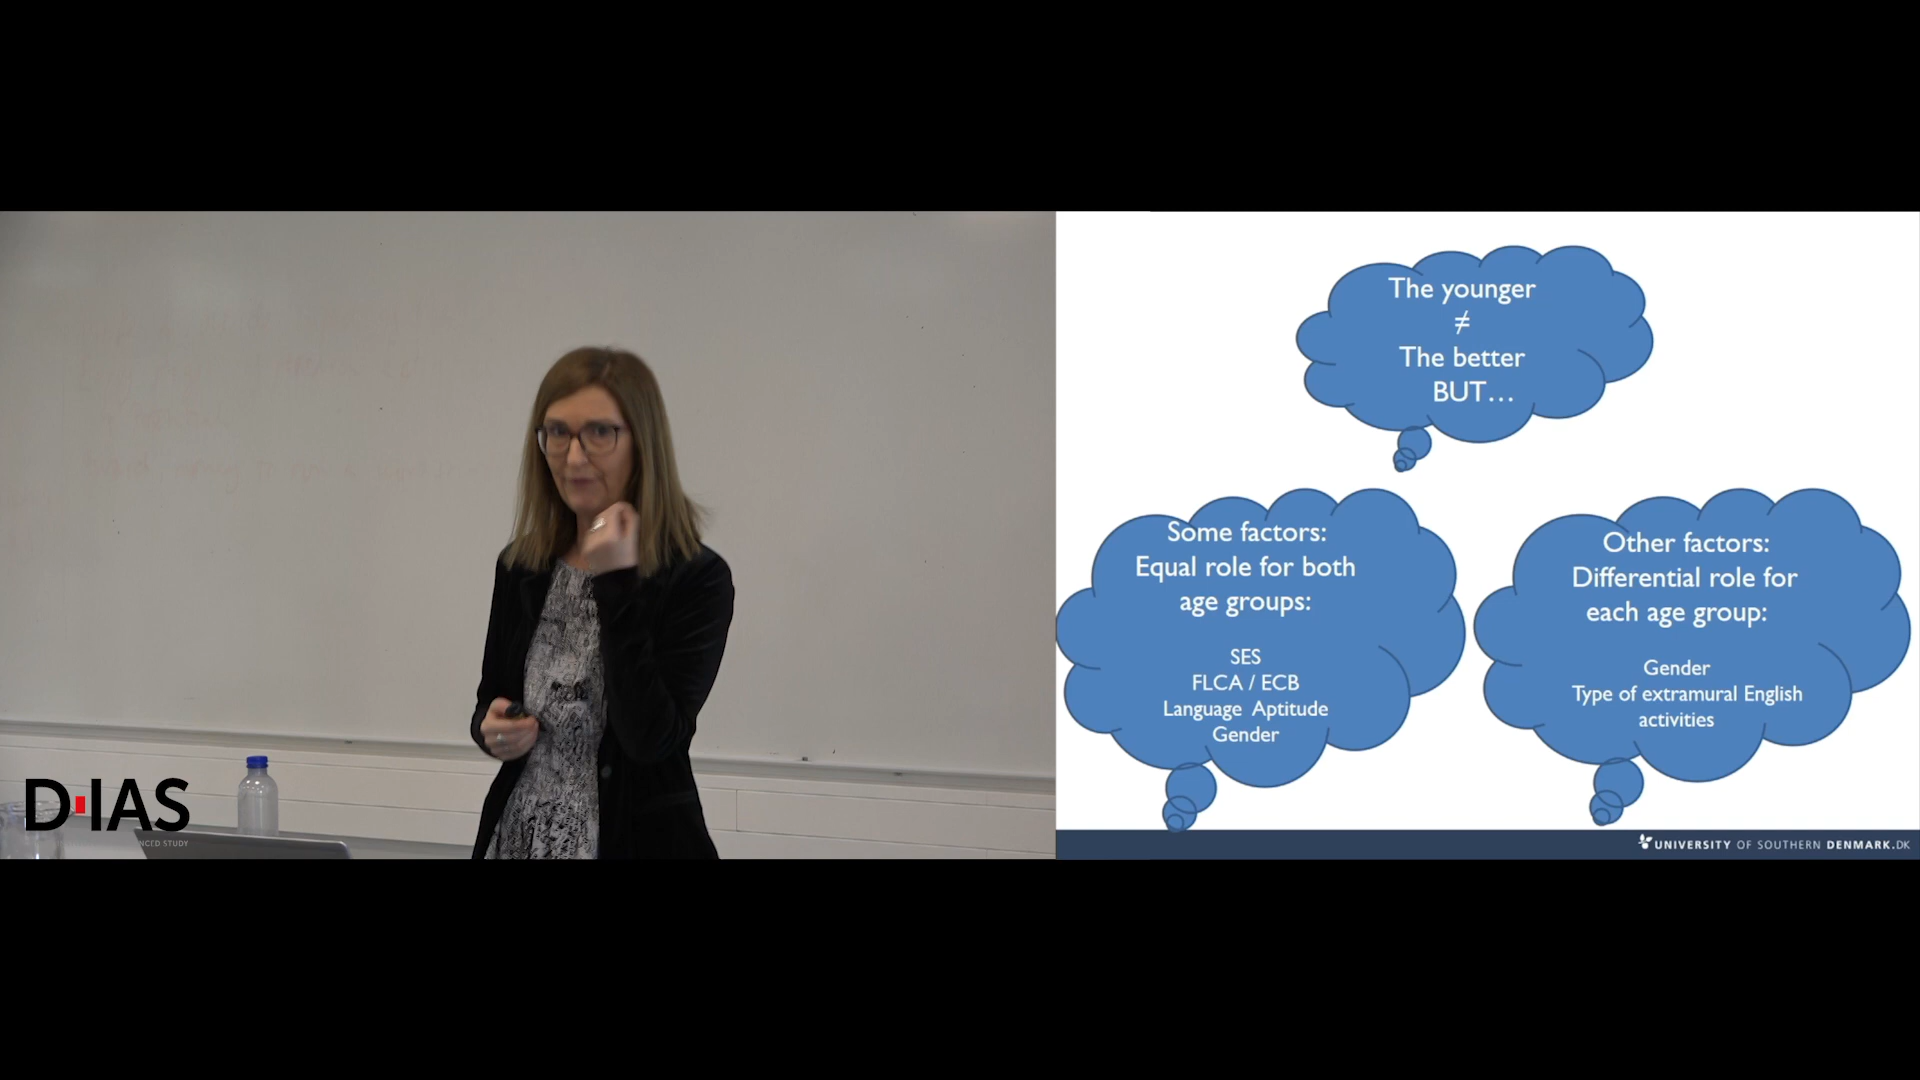 The younger
≠
The better
BUT…
Some factors:
Equal role for both
age groups:
SES
FLCA / ECB
Language Aptitude
Gender
Other factors:
Differential role for
each age group:
Gender
Type of extramural English
activities
D-IAS
STUDY
UNIVERSITY OF SOUTHERN DENMARK.DK